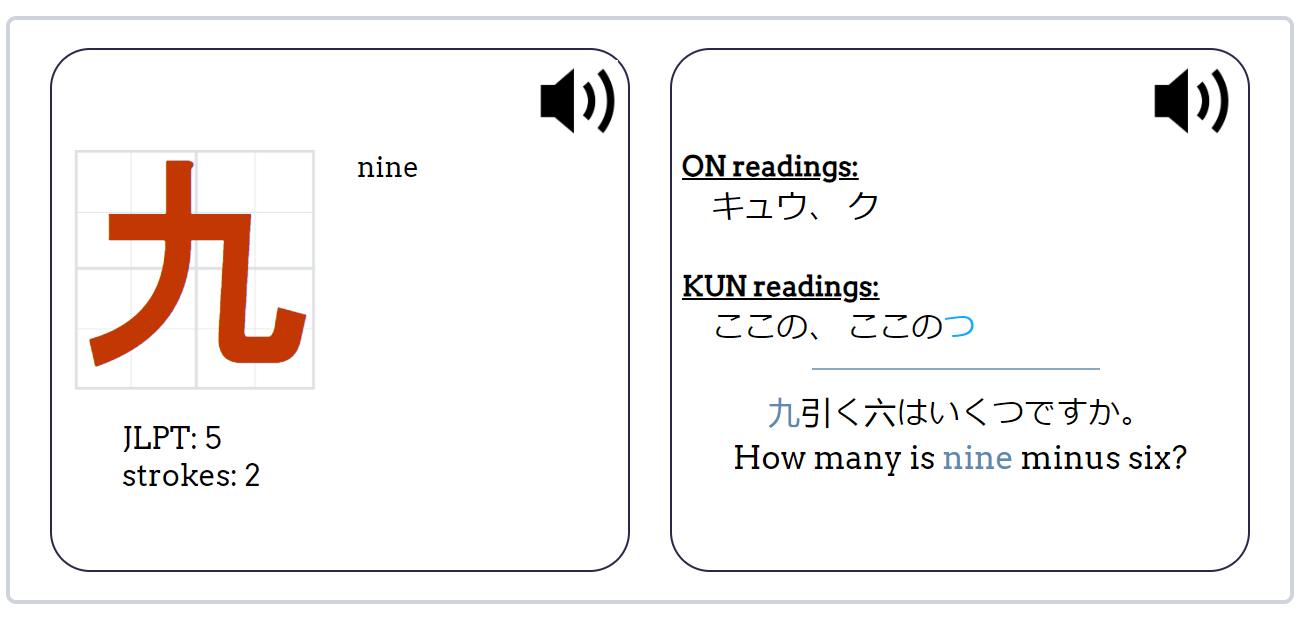 九
nine
JLPT: 5
strokes: 2
ON readings:
キュウ、 ク
KUN readings:
ここの、 ここのつ
九引く六はいくつですか。
How many is nine minus six?